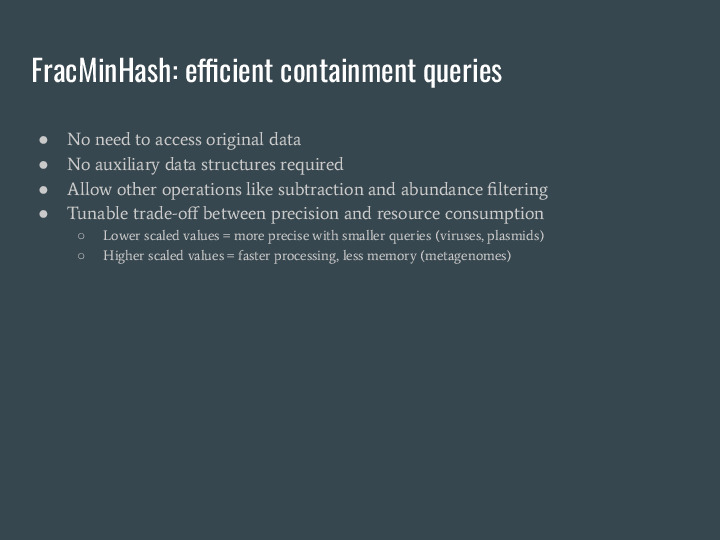 FracMinHash: efficient containment queries
● No need to access original data
● No auxiliary data structures required
● Allow other operations like subtraction and abundance filtering
● Tunable trade-off between precision and resource consumption
○ Lower scaled values = more precise with smaller queries (viruses, plasmids)
○ Higher scaled values = faster processing, less memory (metagenomes)